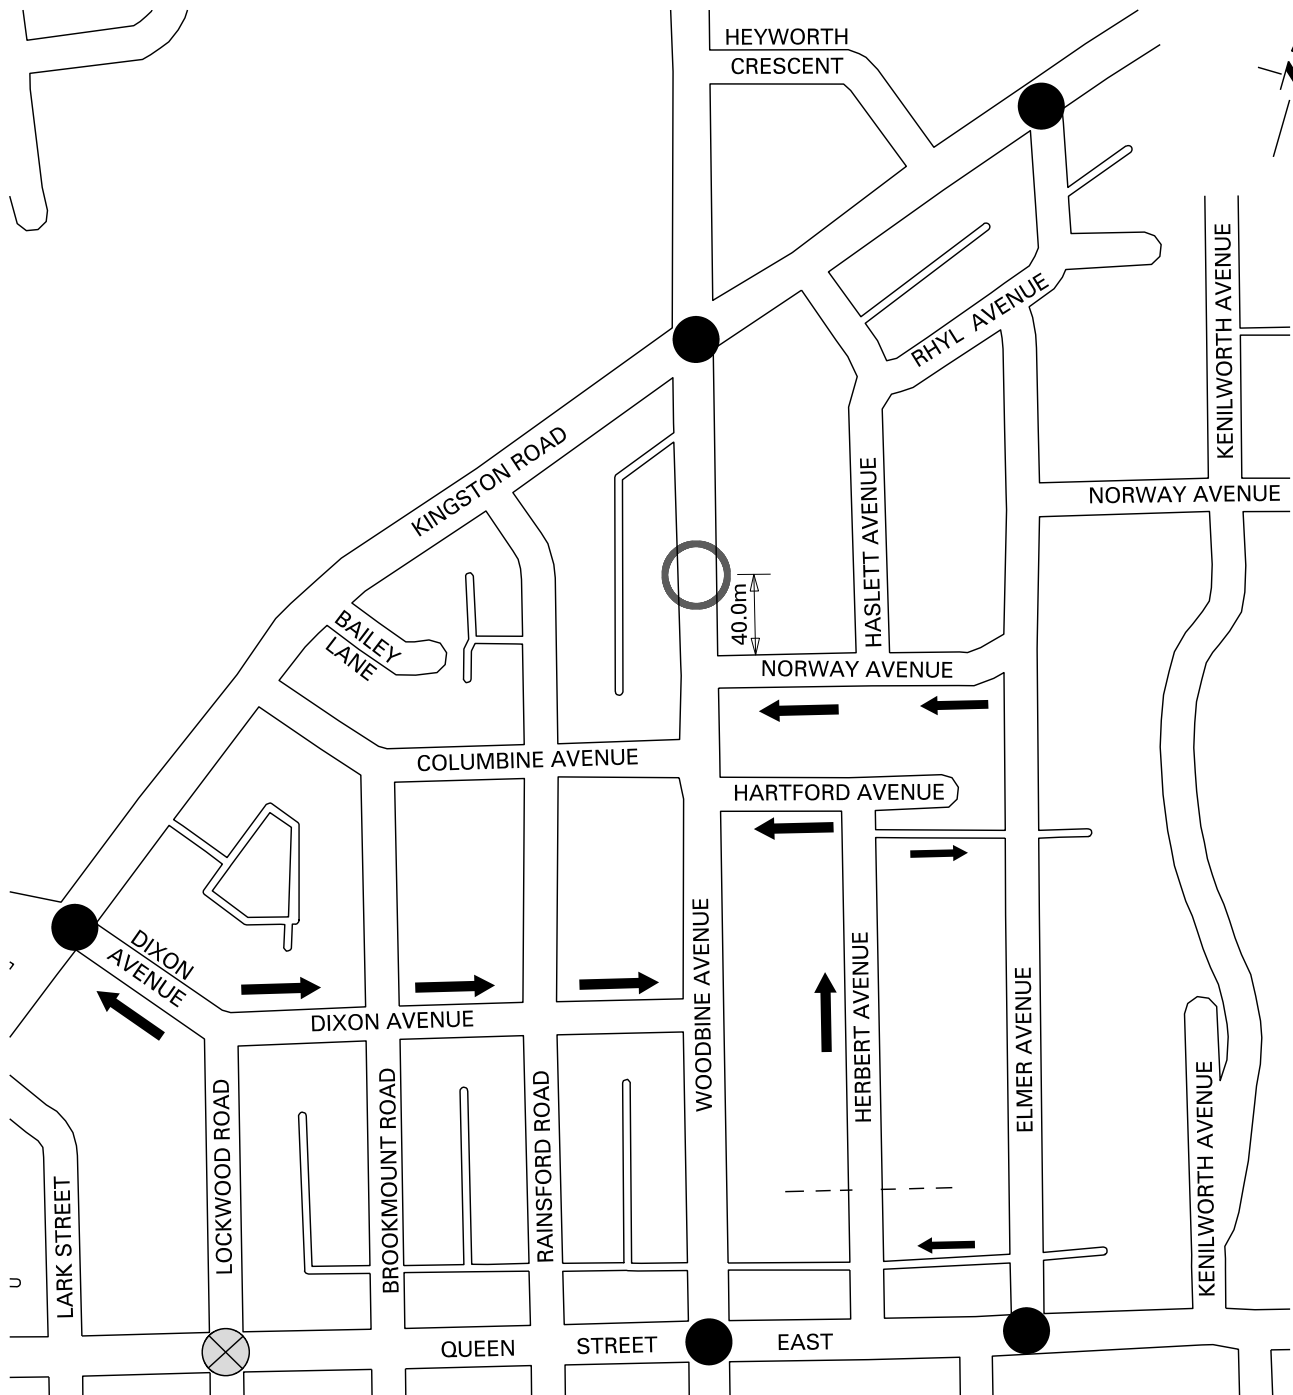 HEYWORTH
CRESCENT
KENILWORTH AVENUE
RHYL AVENUE
KINGSTON ROAD
NORWAY AVENUE
HASLETT AVENUE
40.0m
BAILEY
LANE
NORWAY AVENUE
COLUMBINE AVENUE
HARTFORD AVENUE
DIXON
AVENUE
DIXON AVENUE
WOODBINE AVENUE
HERBERT AVENUE
ELMER AVENUE
LOCKWOOD ROAD
BROOKMOUNT ROAD
RAINSFORD ROAD
KENILWORTH AVENUE
LARK STREET
QUEEN STREET EAST